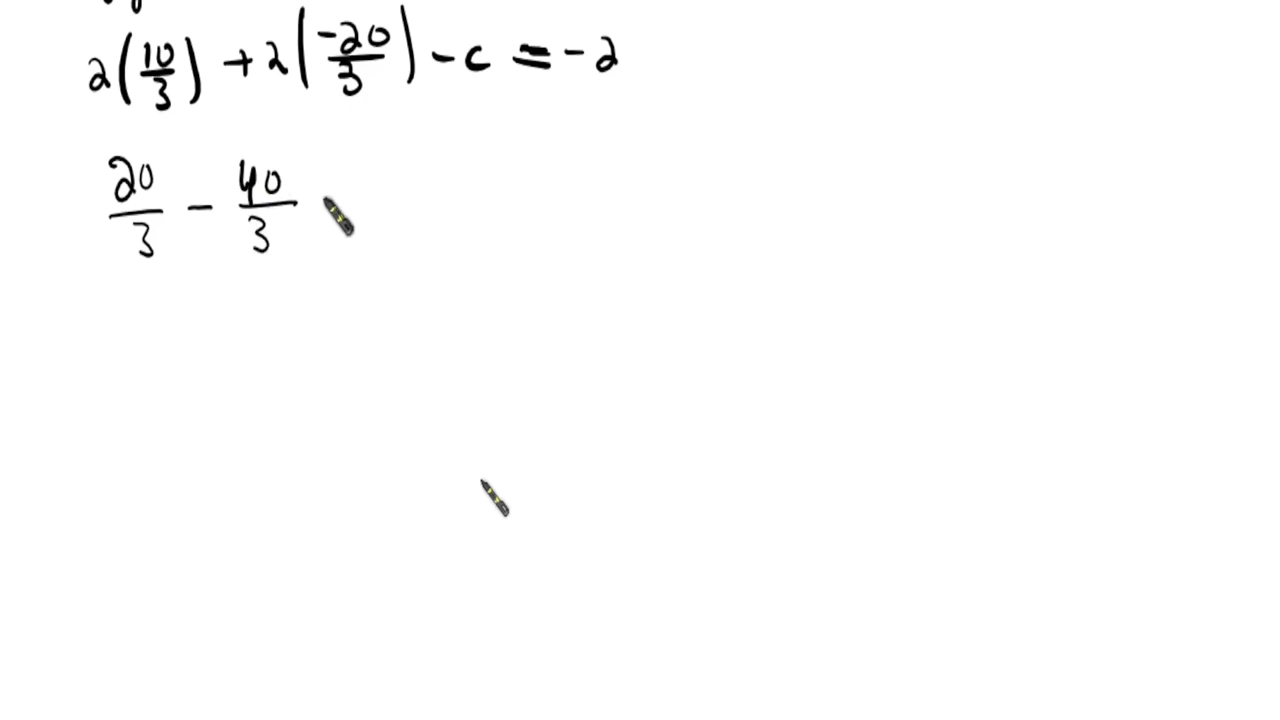 2(10/3) + 2(-20/3) - c = -2
20/3 - 40/3